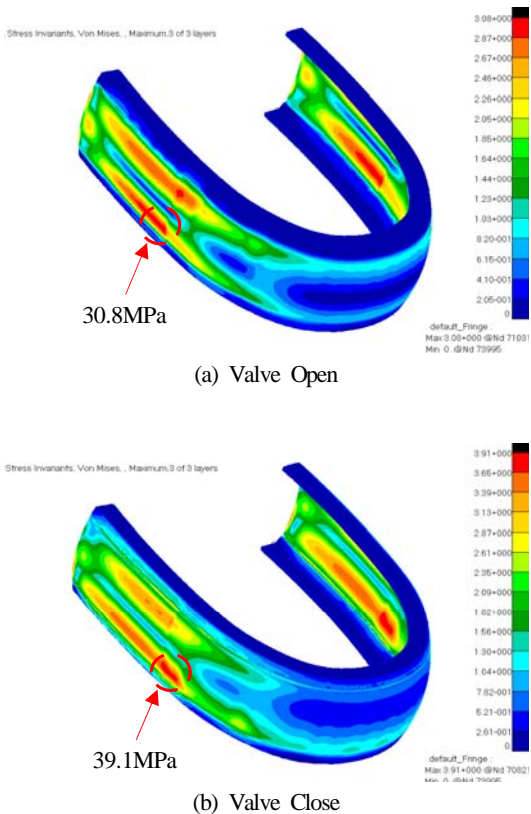 Stress Invariants, Von Mises, , Maximum,3 of 3 layers
3.08+000
2.87+000
2.67+000
2.46+000
2.26+000
2.05+000
1.85+000
1.64+000
1.44+000
1.23+000
1.03+000
8.20-001
6.15-001
4.10-001
2.05-001
0
default_Fringe :
Max 3.08+000 @Nd 71031
Min 0. @Nd 73995
30.8MPa
(a) Valve Open
Stress Invariants, Von Mises, , Maximum,3 of 3 layers
3.91+000
3.65+000
3.39+000
3.13+000
2.87+000
2.61+000
2.35+000
2.09+000
1.82+000
1.56+000
1.30+000
1.04+000
7.82-001
5.21-001
2.61-001
0
default_Fringe :
Max 3.91+000 @Nd 70821
Min 0. @Nd 73995
39.1MPa
(b) Valve Close